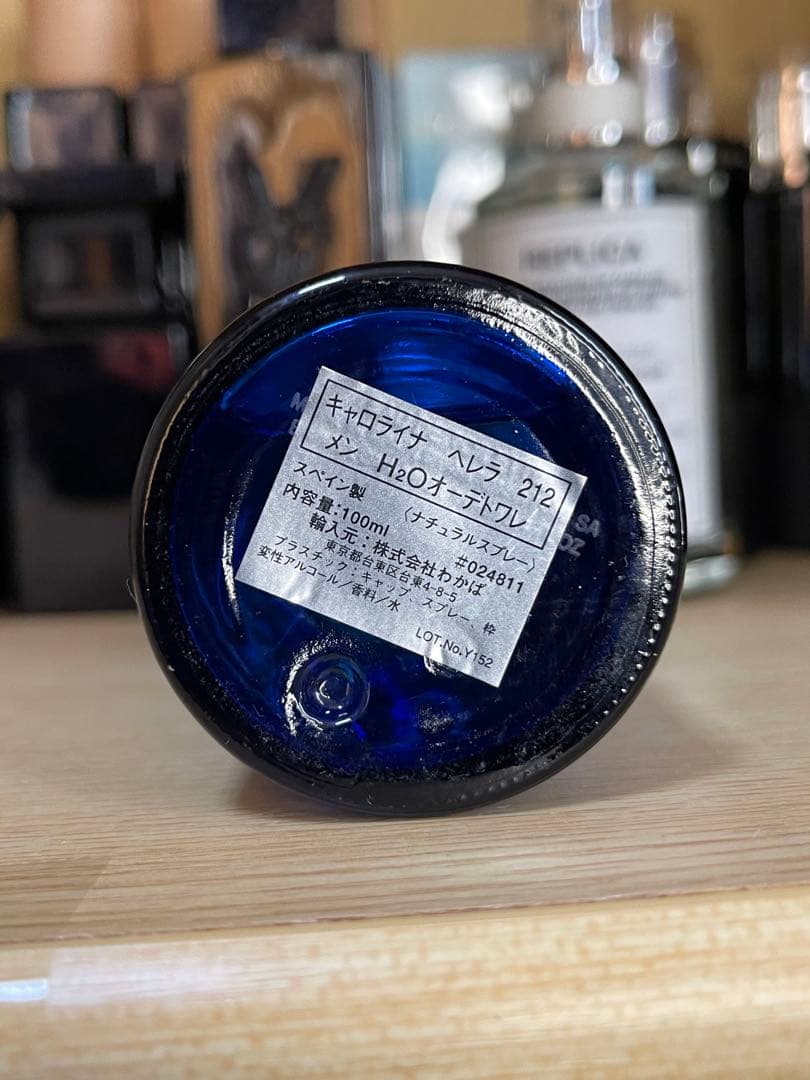 キャロライナ ヘレラ 212
メン H₂Oオーデトワレ
スペイン製 〈ナチュラルスプレー〉
内容量:100ml #024811
輸入元:株式会社わかば
東京都台東区台東4-8-5
プラスチック:キャップ、スプレー、枠
変性アルコール/香料/水
LOT.No.Y152
SA
OZ
REPLICA